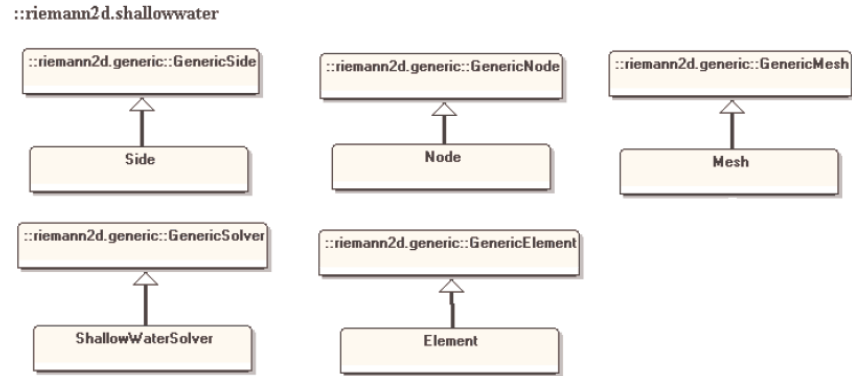 ::riemann2d.shallowwater
::riemann2d.generic::GenericSide
::riemann2d.generic::GenericNode
::riemann2d.generic::GenericMesh
Side
Node
Mesh
::riemann2d.generic::GenericSolver
::riemann2d.generic::GenericElement
ShallowWaterSolver
Element